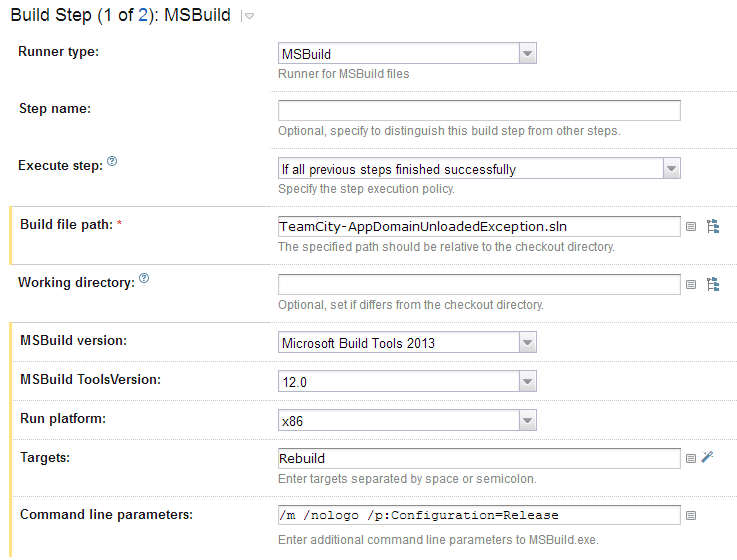 Build Step (1 of 2): MSBuild
Runner type:
MSBuild
Runner for MSBuild files
Step name:
Optional, specify to distinguish this build step from other steps.
Execute step:
If all previous steps finished successfully
Specify the step execution policy.
Build file path: *
TeamCity-AppDomainUnloadedException.sln
The specified path should be relative to the checkout directory.
Working directory:
Optional, set if differs from the checkout directory.
MSBuild version:
Microsoft Build Tools 2013
MSBuild ToolsVersion:
12.0
Run platform:
x86
Targets:
Rebuild
Enter targets separated by space or semicolon.
Command line parameters:
/m /nologo /p:Configuration=Release
Enter additional command line parameters to MSBuild.exe.